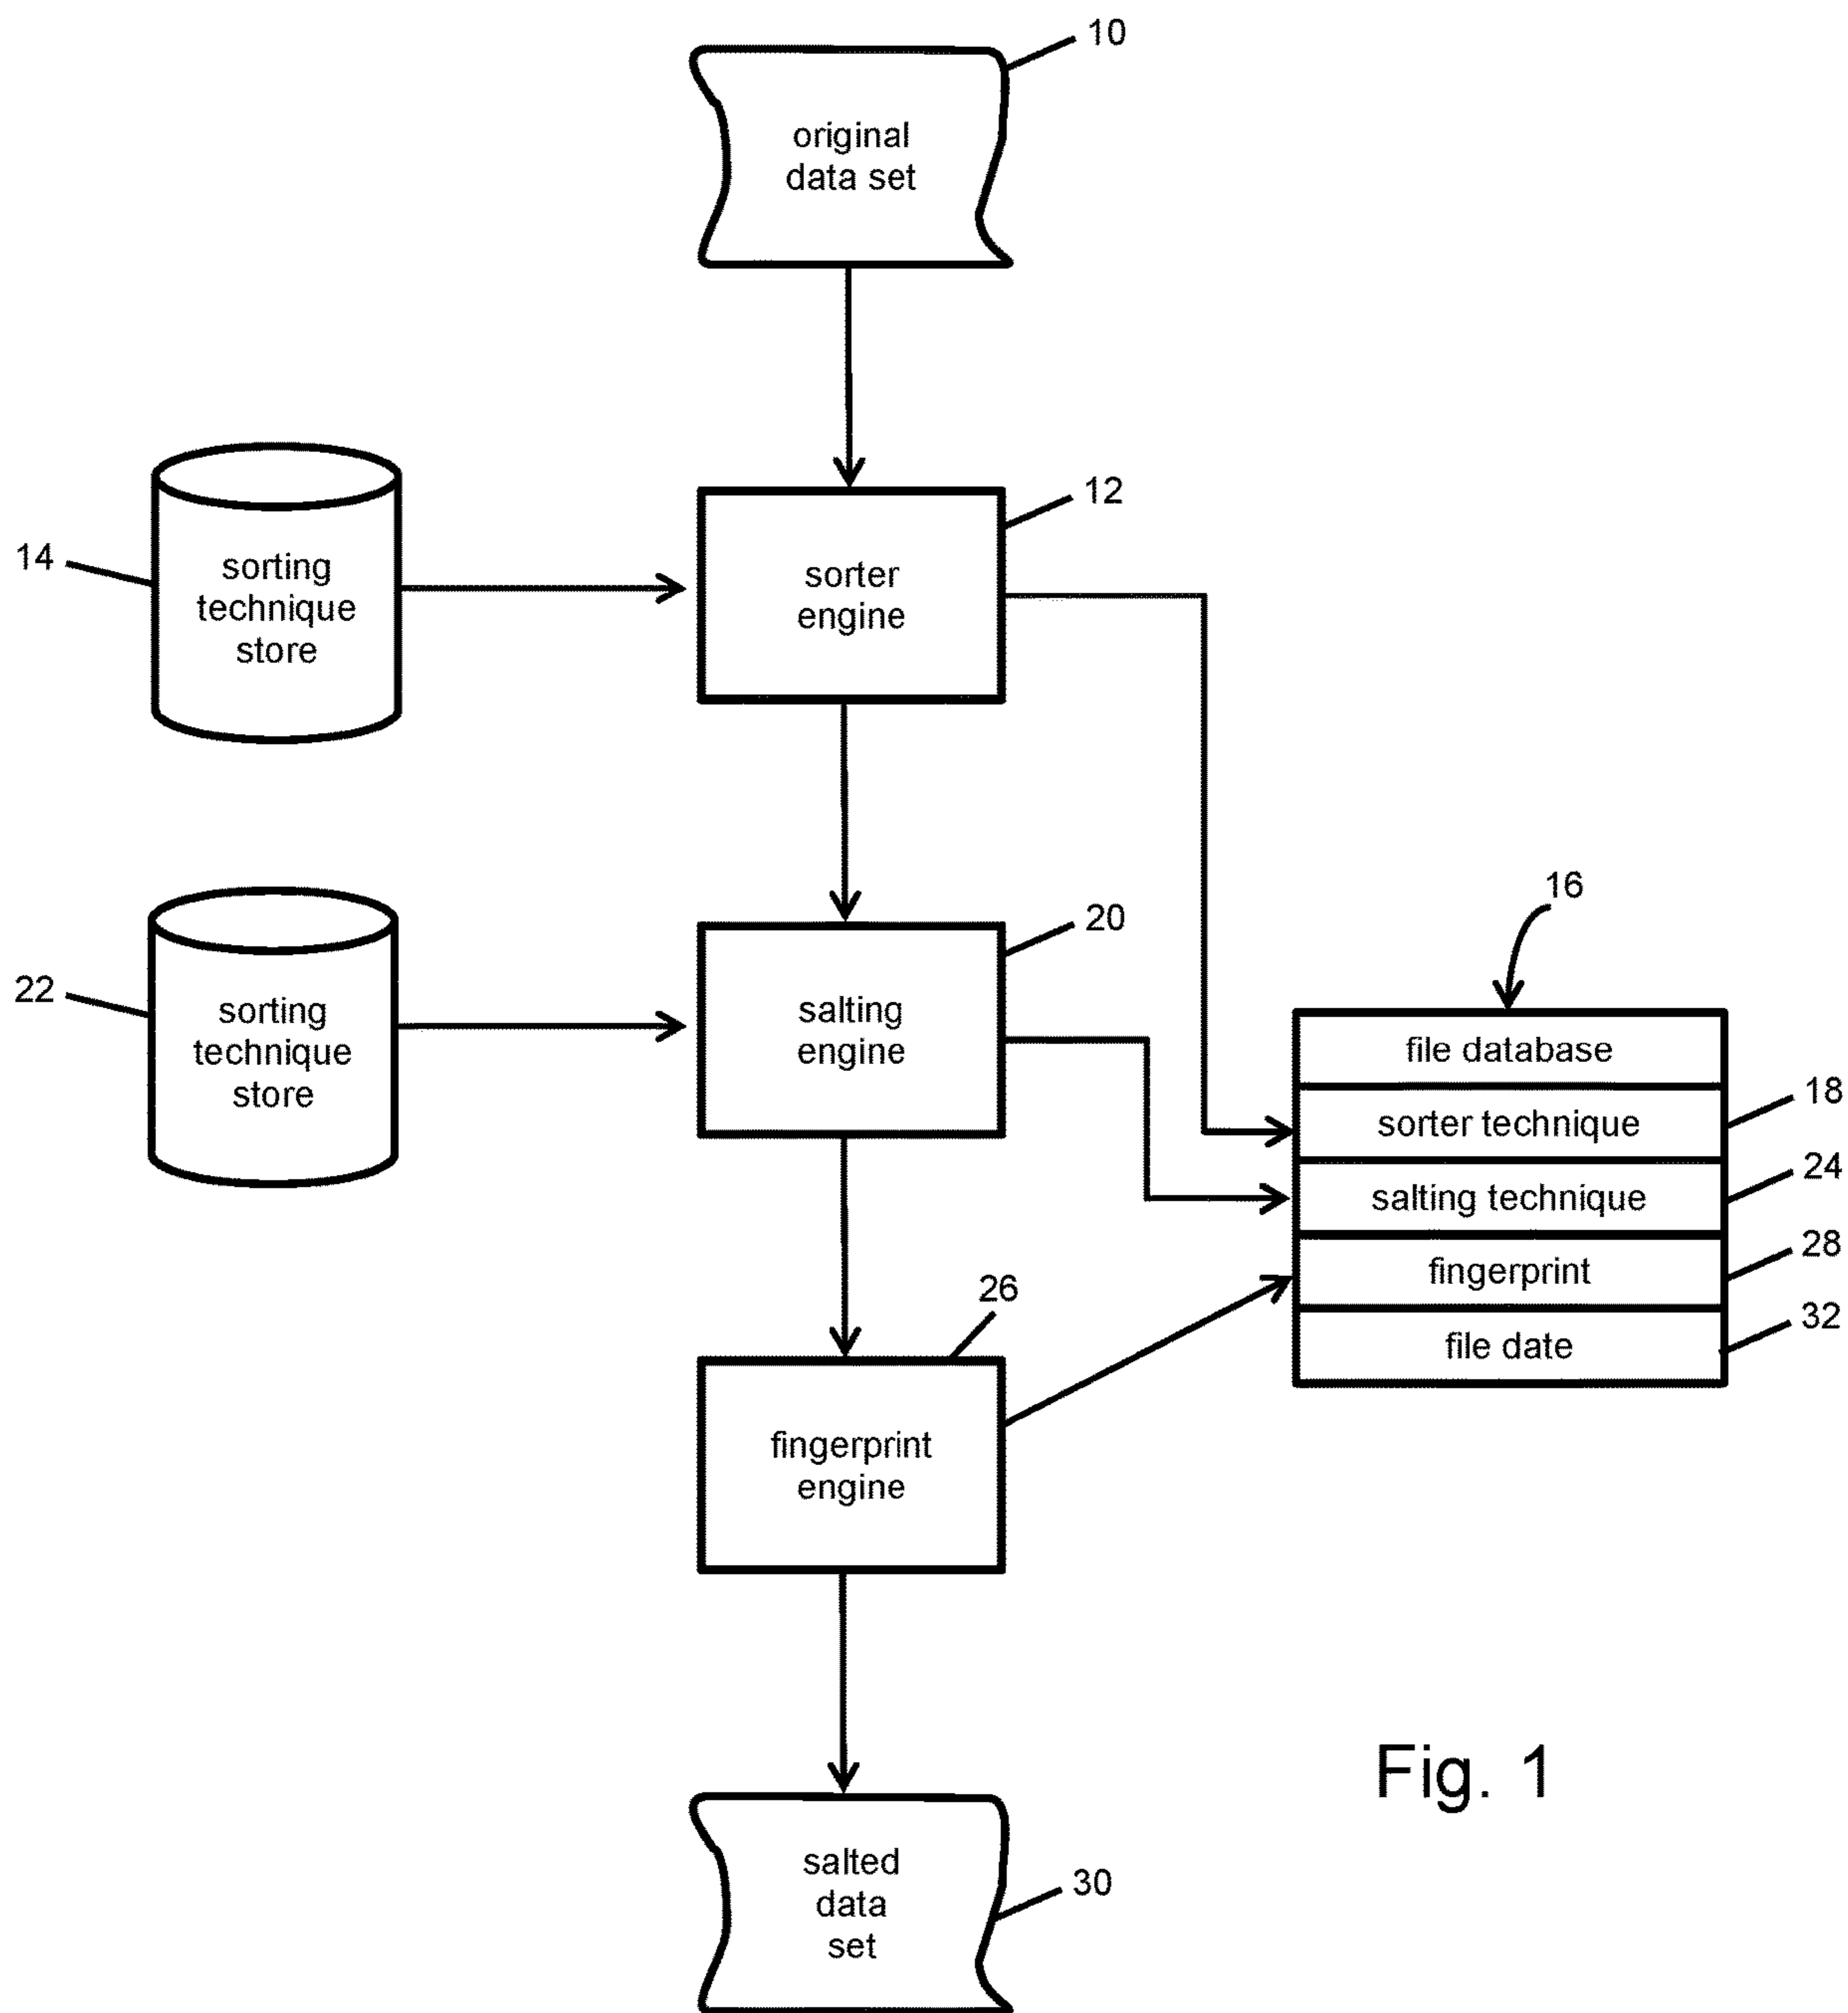 10
original
data set
12
14
sorting
technique
store
sorter
engine
16
20
22
sorting
technique
store
salting
engine
file database
18
sorter technique
24
salting technique
28
fingerprint
32
file date
26
fingerprint
engine
Fig. 1
salted
data
set
30